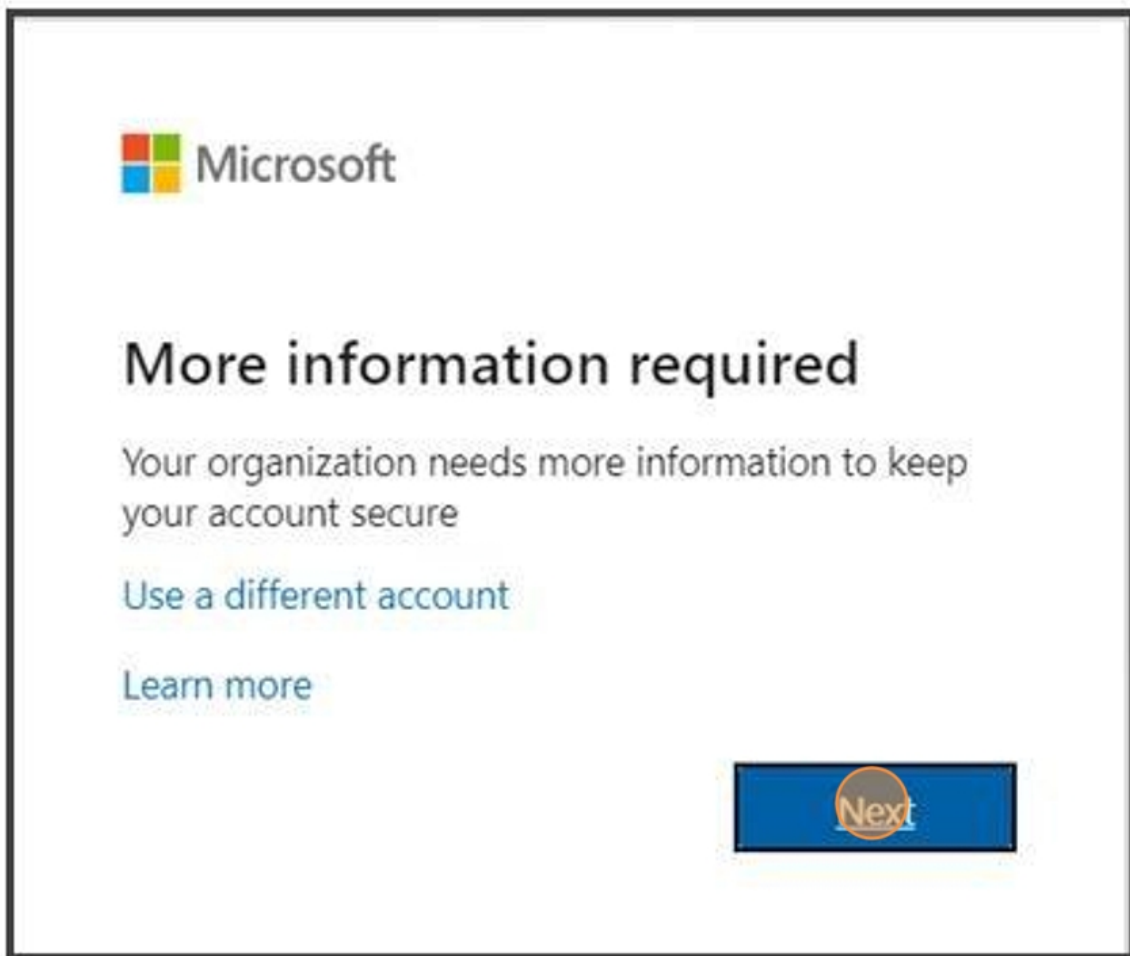 Microsoft
More information required
Your organization needs more information to keep
your account secure
Use a different account
Learn more
Next